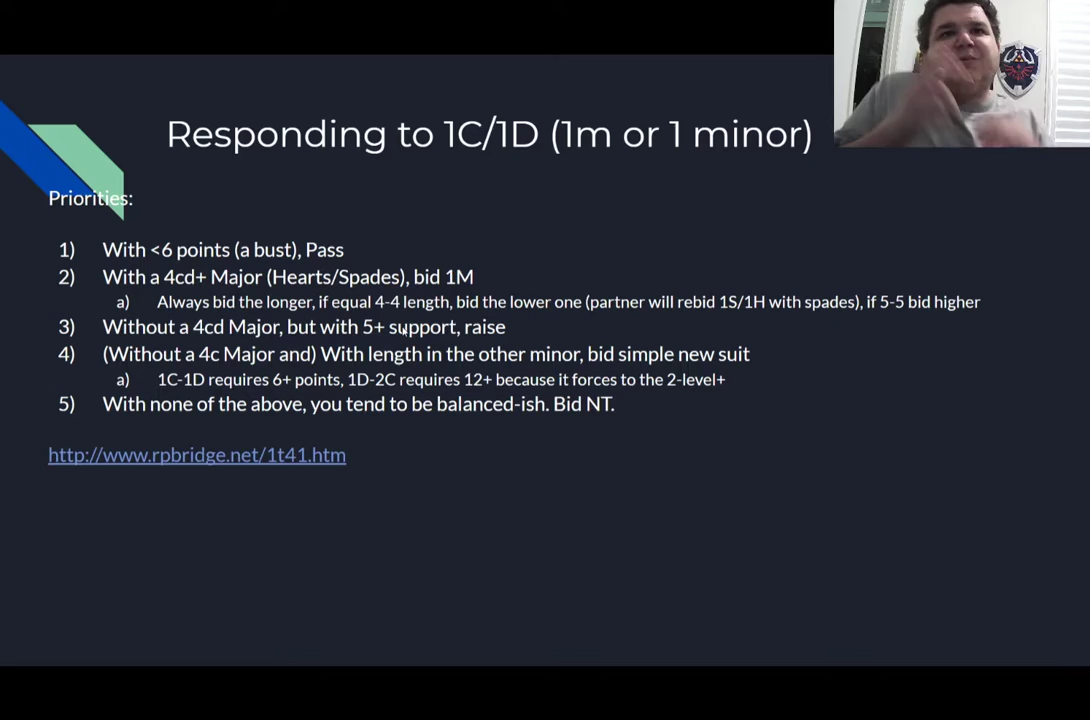 Responding to 1C/1D (1m or 1 minor)
Priorities:
1) With <6 points (a bust), Pass
2) With a 4cd+ Major (Hearts/Spades), bid 1M
a) Always bid the longer, if equal 4-4 length, bid the lower one (partner will rebid 1S/1H with spades), if 5-5 bid higher
3) Without a 4cd Major, but with 5+ support, raise
4) (Without a 4c Major and) With length in the other minor, bid simple new suit
a) 1C-1D requires 6+ points, 1D-2C requires 12+ because it forces to the 2-level+
5) With none of the above, you tend to be balanced-ish. Bid NT.
http://www.rpbridge.net/1t41.htm